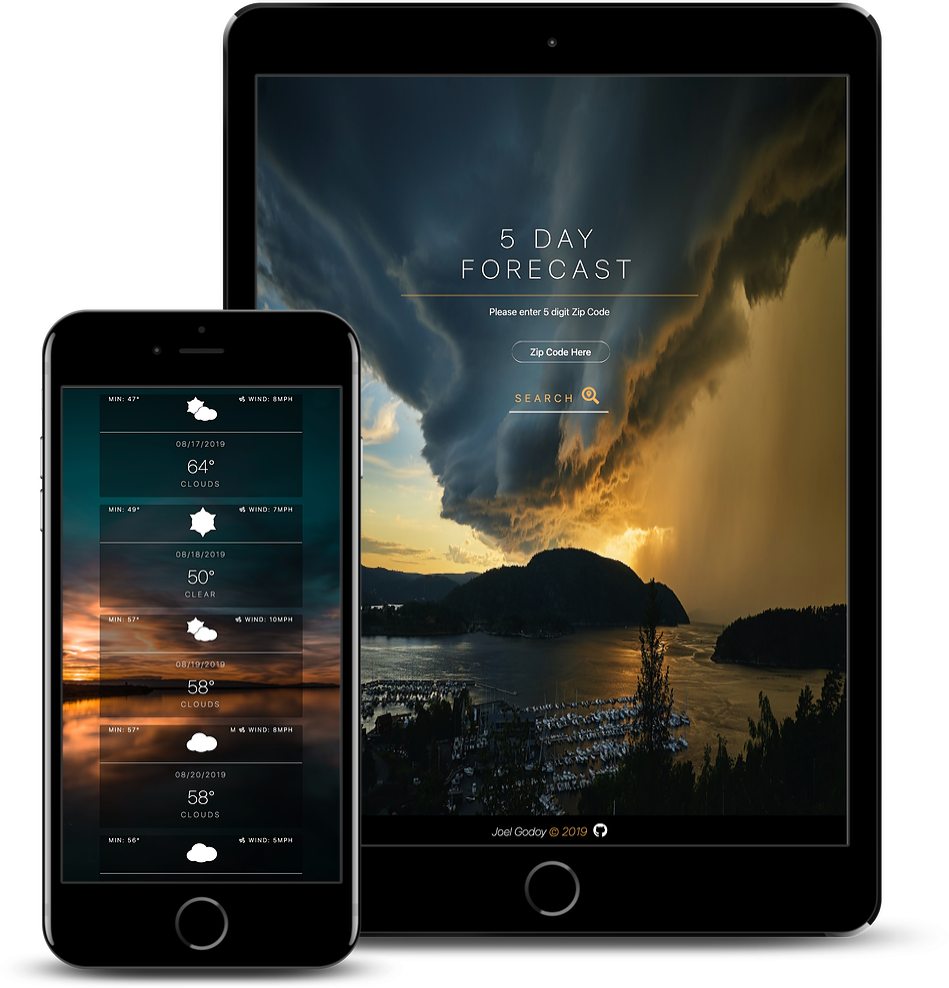 5 DAY
FORECAST
Please enter 5 digit Zip Code
Zip Code Here
SEARCH
Joel Godoy © 2019
MIN: 47° WIND: 8MPH
08/17/2019
64°
CLOUDS
MIN: 49° WIND: 7MPH
08/18/2019
50°
CLEAR
MIN: 57° WIND: 10MPH
08/19/2019
58°
CLOUDS
MIN: 57° M WIND: 8MPH
08/20/2019
58°
CLOUDS
MIN: 56° WIND: 5MPH